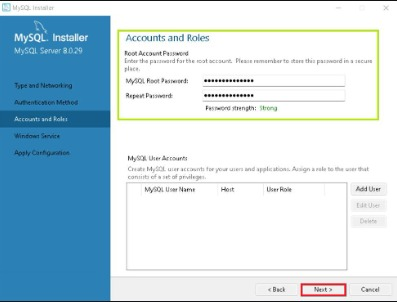 MySQL Installer
MySQL. Installer
MySQL Server 8.0.29
Type and Networking
Authentication Method
Accounts and Roles
Windows Service
Apply Configuration
Accounts and Roles
Root Account Password
Enter the password for the root account. Please remember to store this password in a secure
place.
MySQL Root Password:
Repeat Password:
Password strength: Strong
MySQL User Accounts
Create MySQL user accounts for your users and applications. Assign a role to the user that
consists of a set of privileges.
MySQL User Name Host User Role
Add User
Edit User
Delete
< Back Next > Cancel